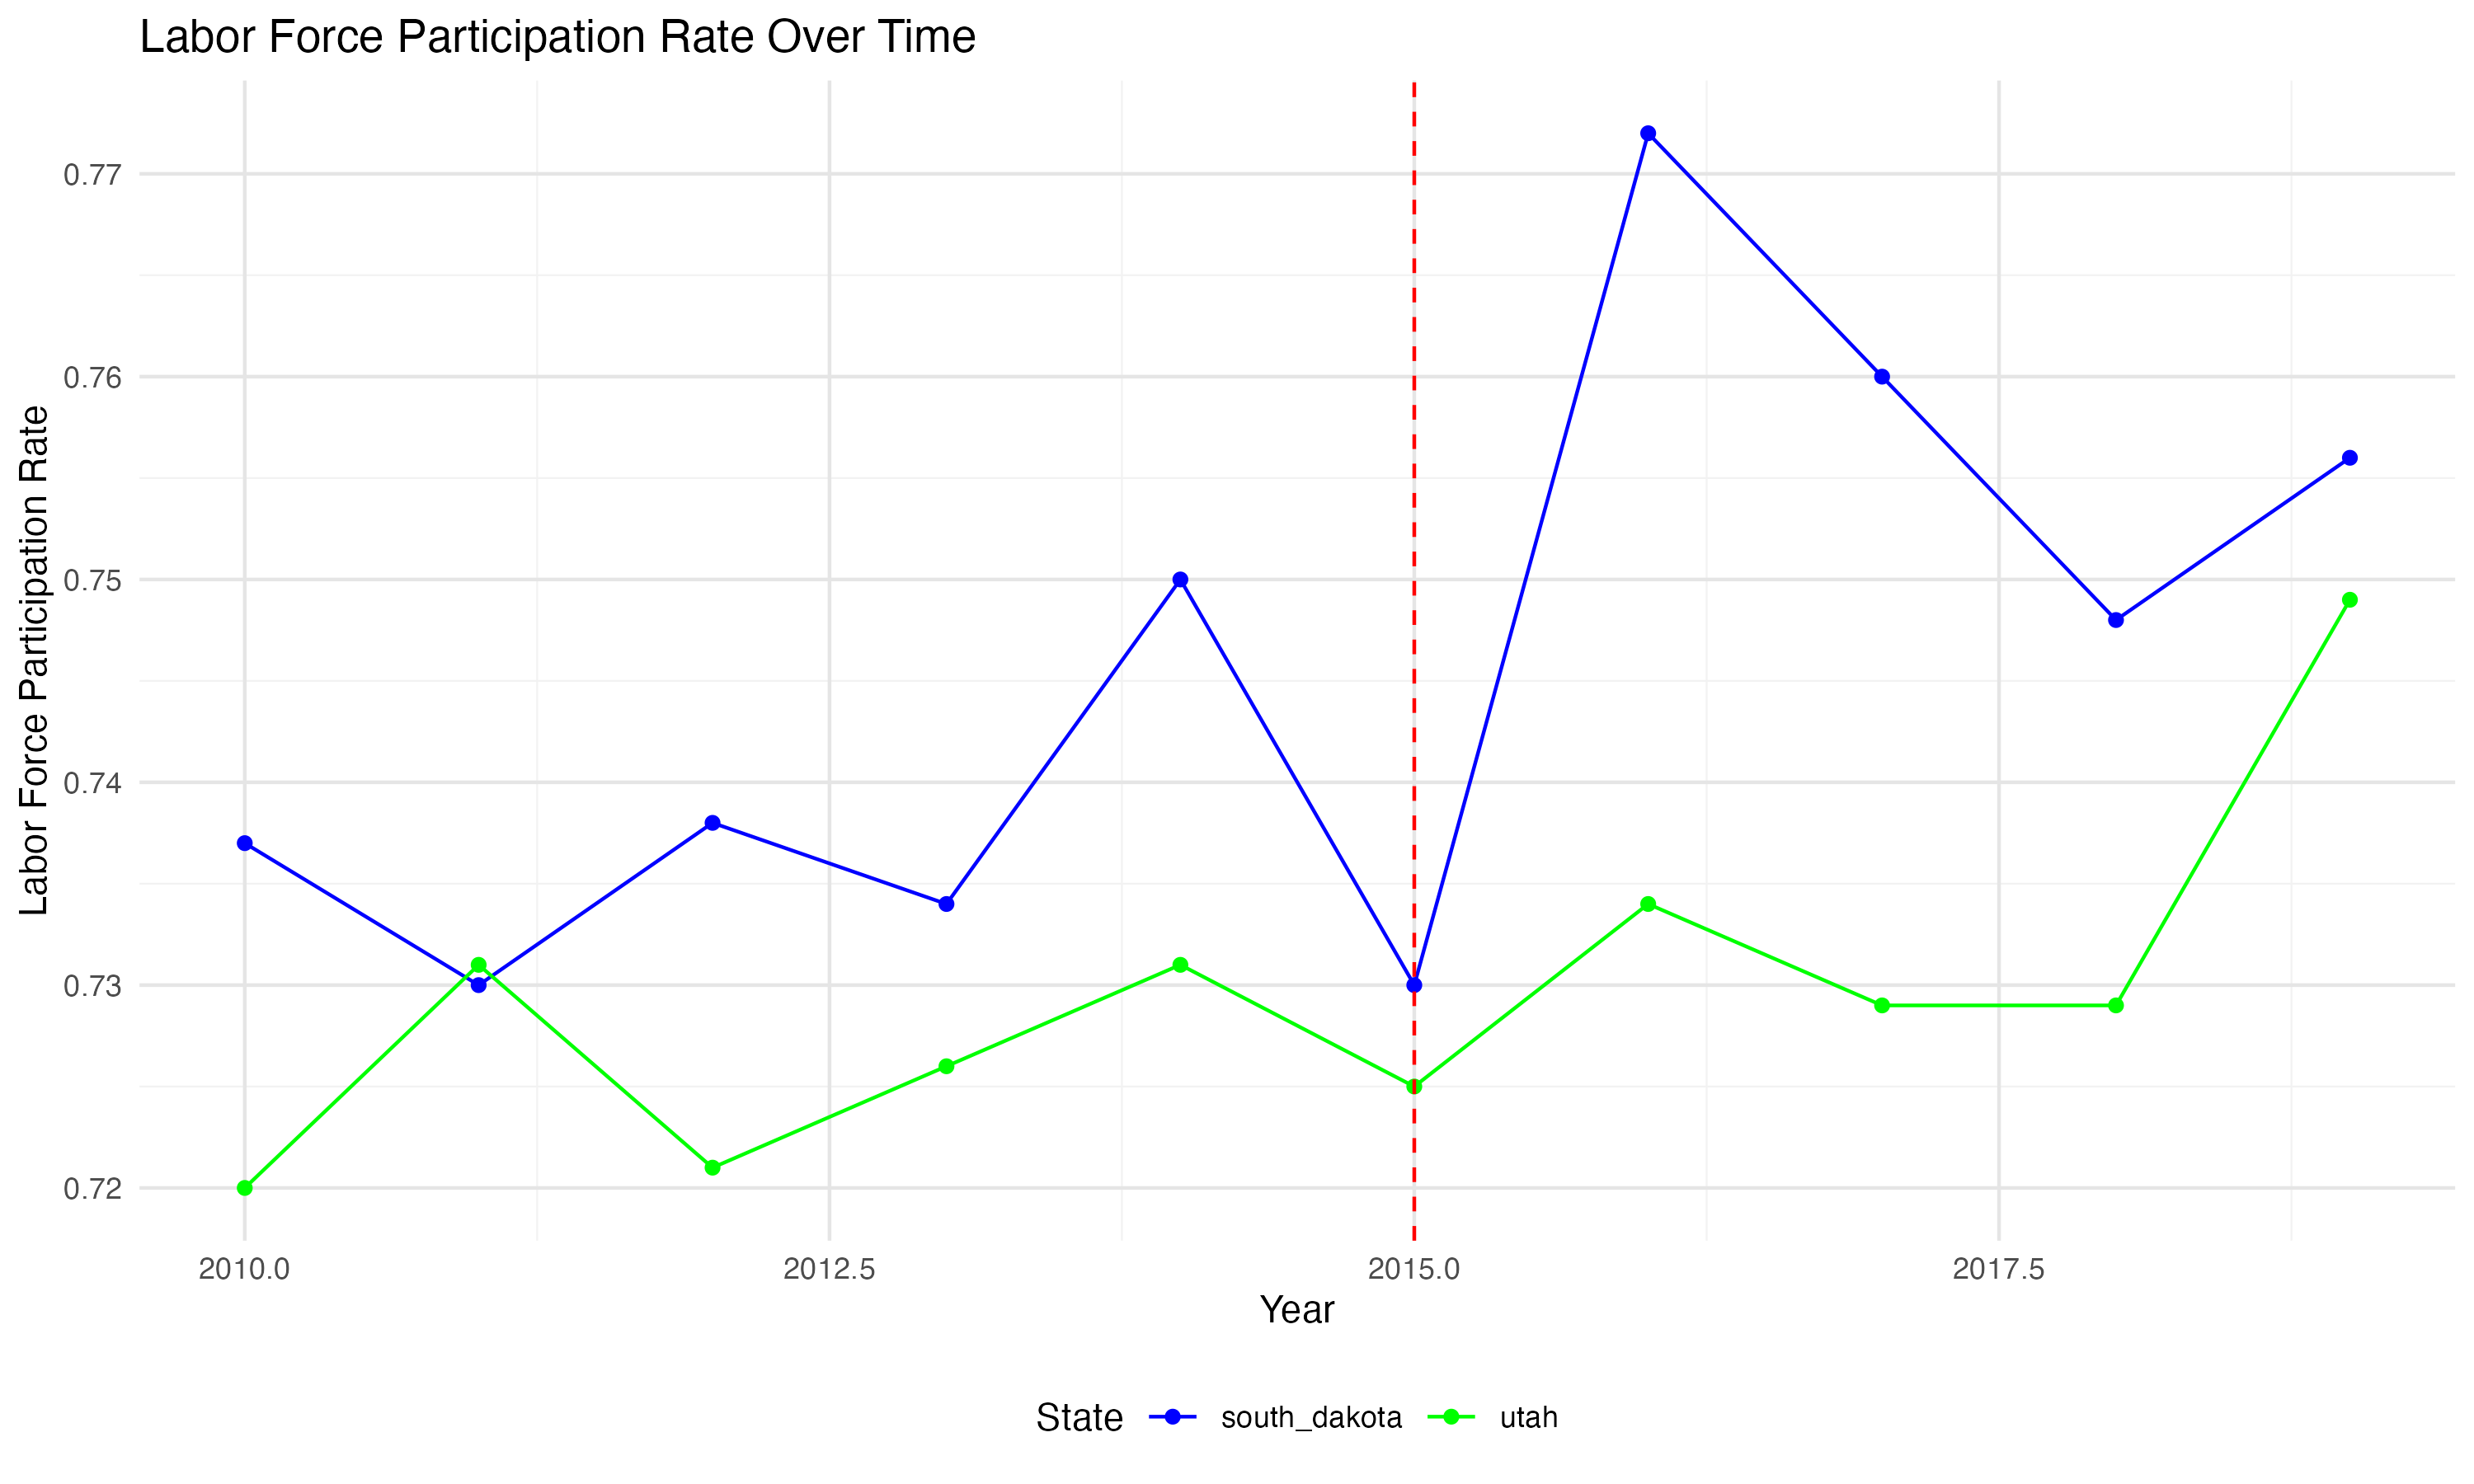 Labor Force Participation Rate Over Time
Labor Force Participation Rate
0.77
0.76
0.75
0.74
0.73
0.72
2010.0 2012.5 2015.0 2017.5
Year
State south_dakota utah